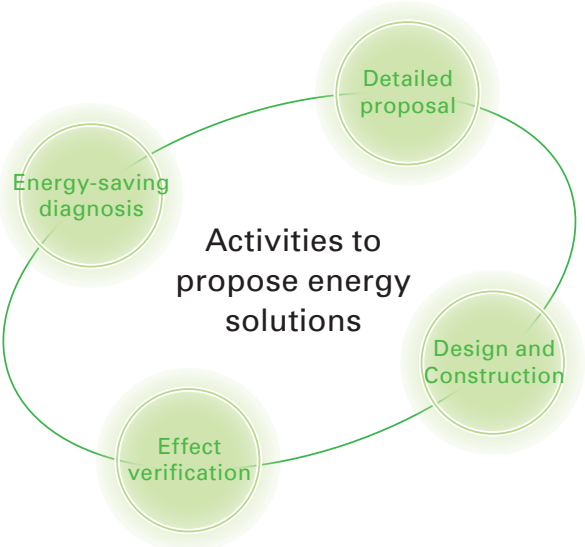 Detailed
proposal
Energy-saving
diagnosis
Activities to
propose energy
solutions
Design and
Construction
Effect
verification